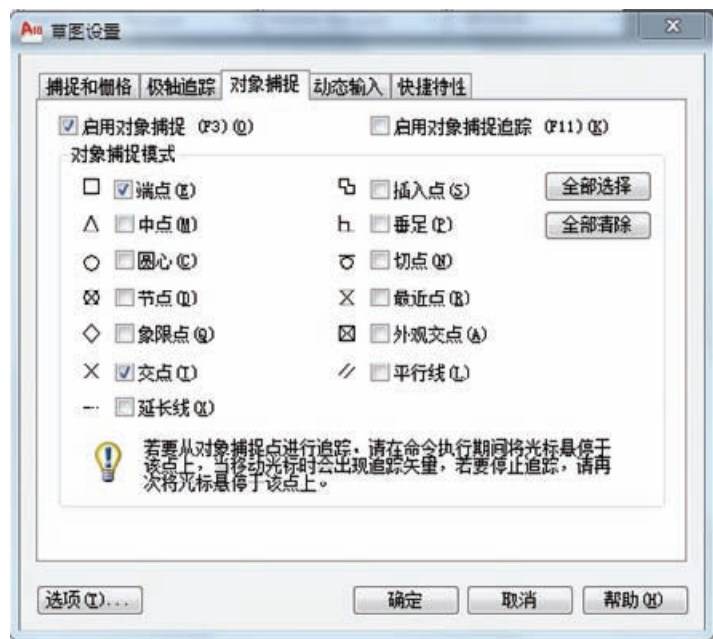 A10 草图设置
捕捉和栅格 极轴追踪 对象捕捉 动态输入 快捷特性
启用对象捕捉 (F3)(O) 启用对象捕捉追踪 (F11)(K)
对象捕捉模式
端点(E) 插入点(S) 全部选择
中点(M) 垂足(P) 全部清除
圆心(C) 切点(N)
节点(D) 最近点(R)
象限点(Q) 外观交点(A)
交点(I) 平行线(L)
延长线(X)
若要从对象捕捉点进行追踪，请在命令执行期间将光标悬停于
该点上，当移动光标时会出现追踪矢量，若要停止追踪，请再
次将光标悬停于该点上。
选项(T)... 确定 取消 帮助(H)